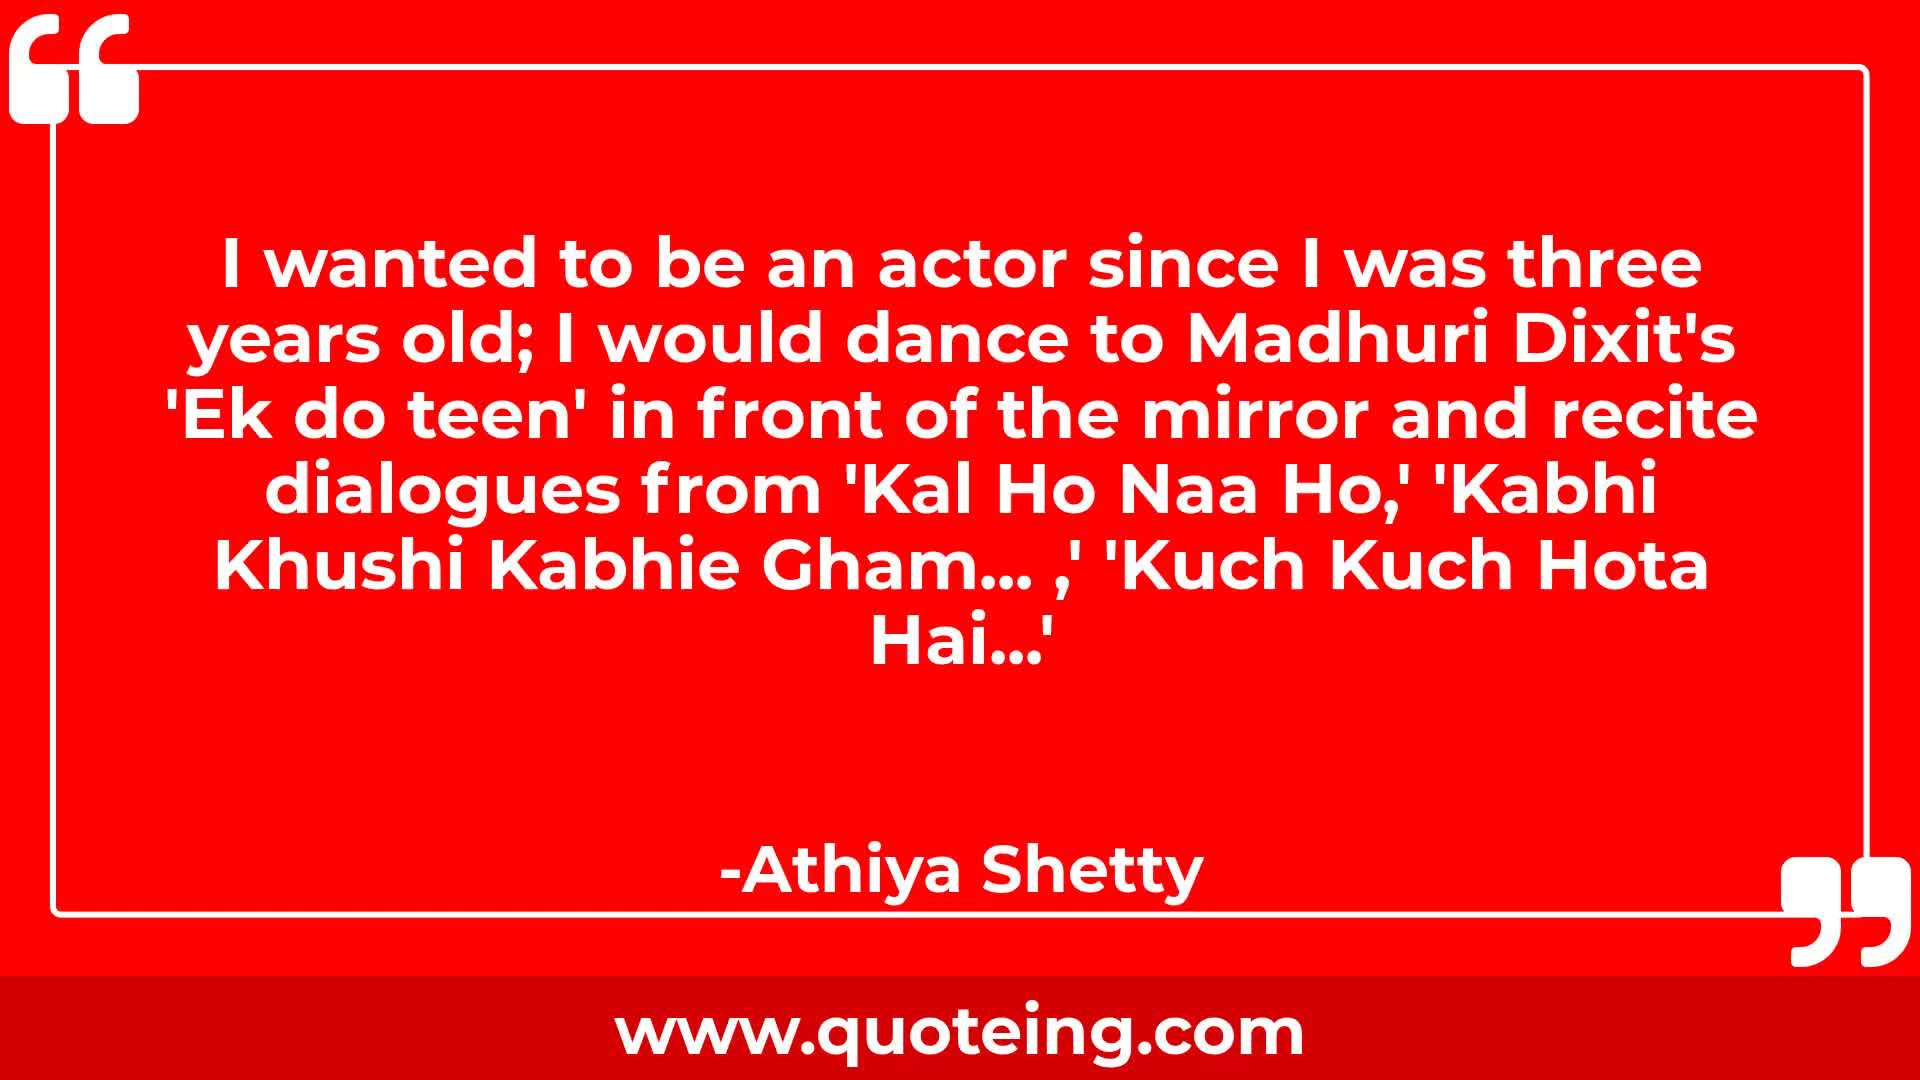 I wanted to be an actor since I was three
years old; I would dance to Madhuri Dixit's
'Ek do teen' in front of the mirror and recite
dialogues from 'Kal Ho Naa Ho,' 'Kabhi
Khushi Kabhie Gham... ,' 'Kuch Kuch Hota
Hai...'
-Athiya Shetty
www.quoteing.com